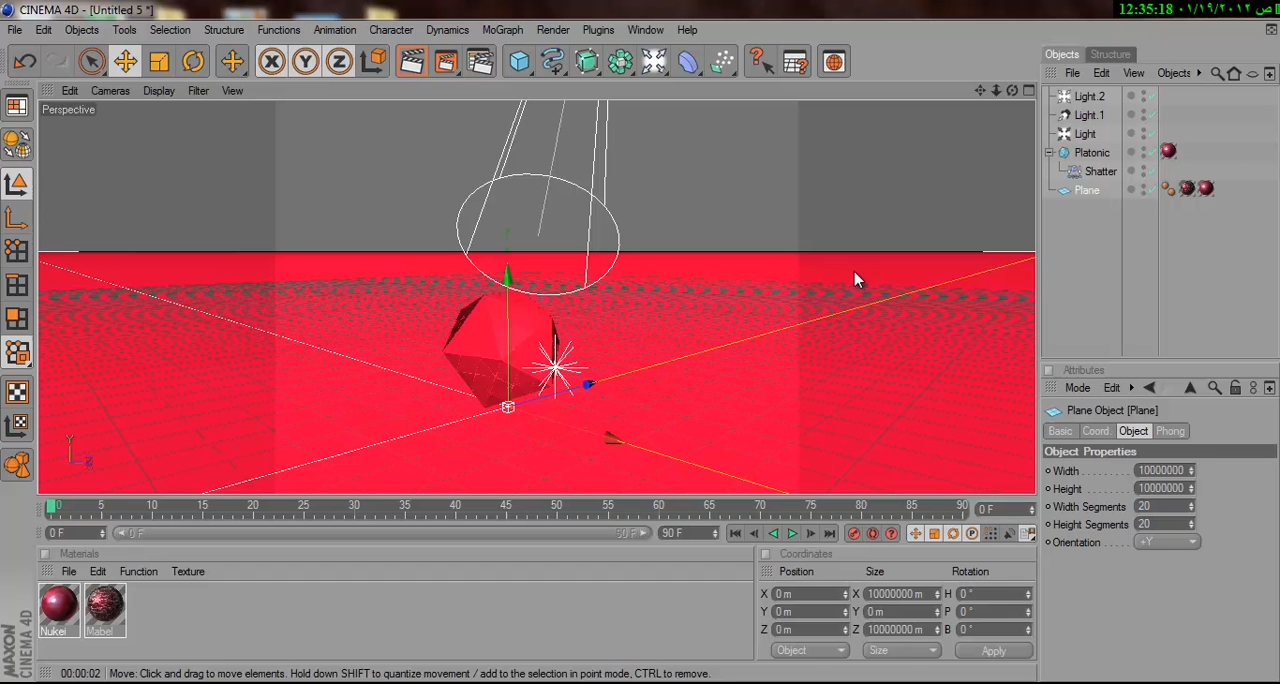 CINEMA 4D - [Untitled 5 *]
12:35:18 ص ٠١/١٩/٢٠١٢
File Edit Objects Tools Selection Structure Functions Animation Character Dynamics MoGraph Render Plugins Window Help
X Y Z
Objects Structure
File Edit View Objects
Edit Cameras Display Filter View
Perspective
Light.2
Light.1
Light
Platonic
Shatter
Plane
Y
Z
Attributes
Mode Edit
Plane Object [Plane]
Basic Coord. Object Phong
Object Properties
Width 10000000
Height 10000000
Width Segments 20
Height Segments 20
Orientation +Y
0 5 10 15 20 25 30 35 40 45 50 55 60 65 70 75 80 85 90 0 F
0 F 0 F 90 F 90 F
Materials
File Edit Function Texture
Nukei Mabel
Coordinates
Position Size Rotation
X 0 m X 10000000 m H 0 °
Y 0 m Y 0 m P 0 °
Z 0 m Z 10000000 m B 0 °
Object Size Apply
MAXON
CINEMA 4D
00:00:02 Move: Click and drag to move elements. Hold down SHIFT to quantize movement / add to the selection in point mode, CTRL to remove.